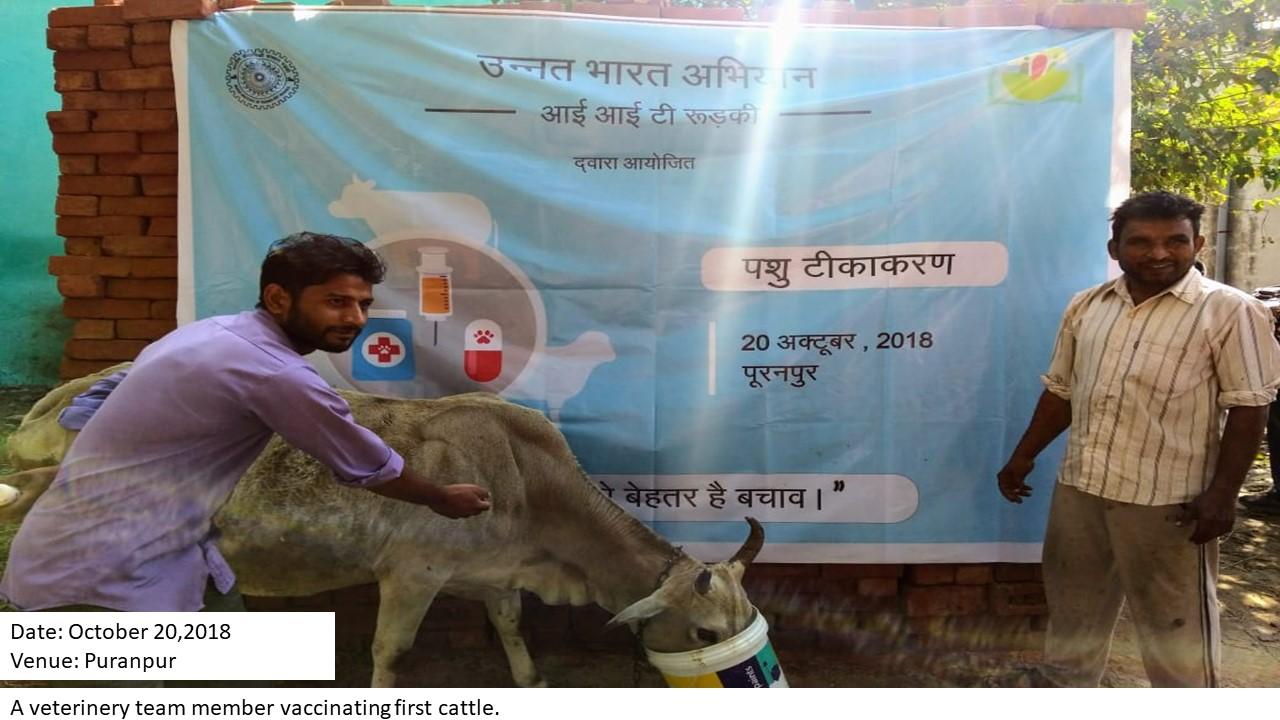 उन्नत भारत अभियान
आई आई टी रूड़की
द्वारा आयोजित
पशु टीकाकरण
20 अक्टूबर , 2018
पूरनपुर
बेहतर है बचाव।”
Date: October 20,2018
Venue: Puranpur
paints
A veterinery team member vaccinating first cattle.